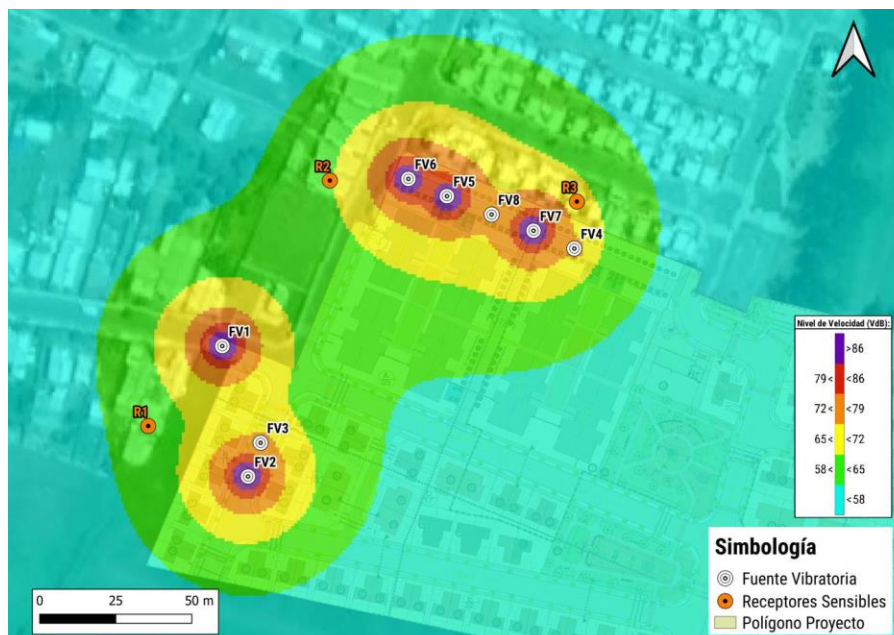 R2
FV6
FV5
R3
FV8
FV7
FV4
FV1
R1
FV3
FV2
Nivel de Velocidad (VdB):
>86
79< <86
72< <79
65< <72
58< <65
<58
Simbología
Fuente Vibratoria
Receptores Sensibles
Polígono Proyecto
0 25 50 m